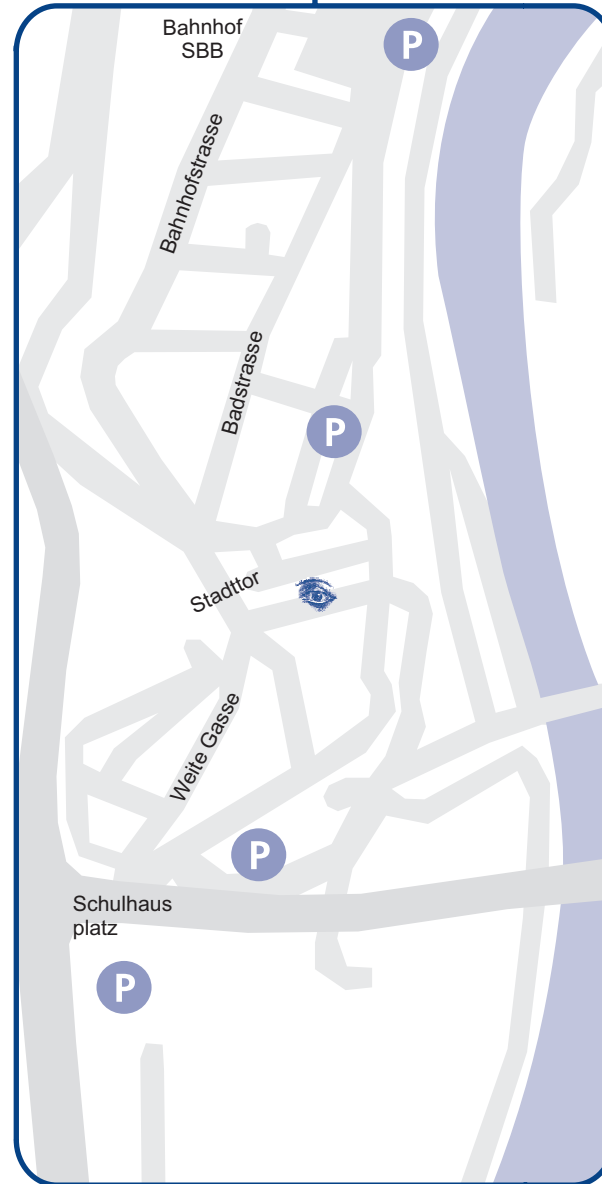 Bahnhof
SBB
P
Bahnhofstrasse
Badstrasse
P
Stadttor
Weite Gasse
P
Schulhaus
platz
P